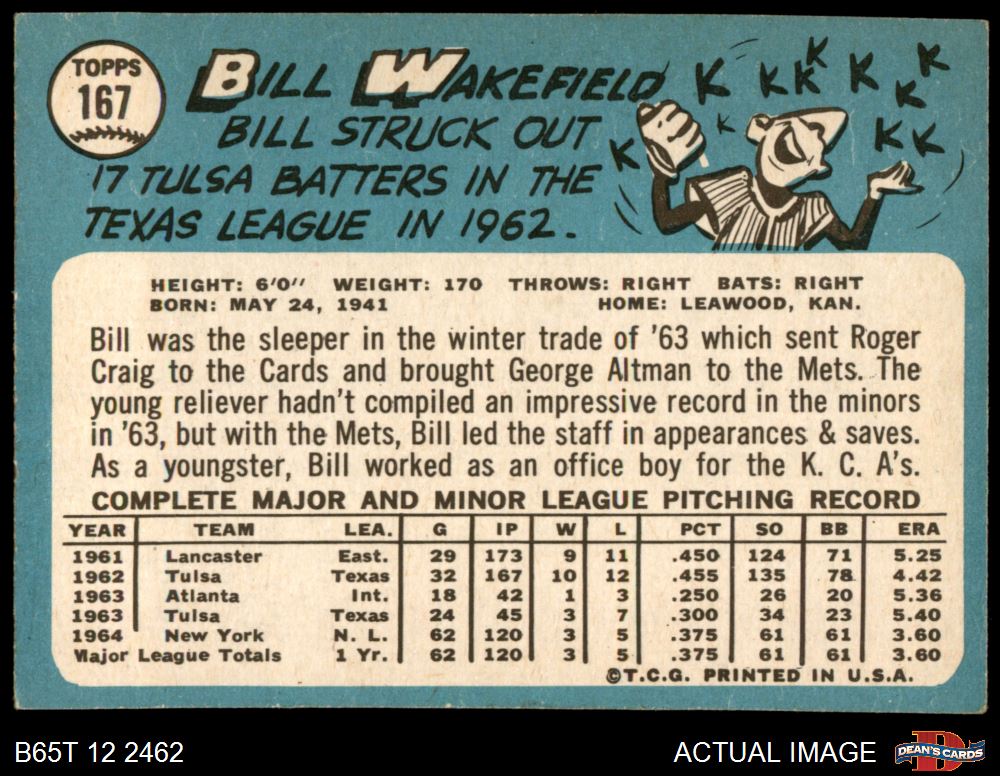 TOPPS
167
BILL WAKEFIELD
BILL STRUCK OUT
17 TULSA BATTERS IN THE
TEXAS LEAGUE IN 1962.
K K K K K K K K K K K
HEIGHT: 6'0" WEIGHT: 170 THROWS: RIGHT BATS: RIGHT
BORN: MAY 24, 1941 HOME: LEAWOOD, KAN.
Bill was the sleeper in the winter trade of '63 which sent Roger
Craig to the Cards and brought George Altman to the Mets. The
young reliever hadn't compiled an impressive record in the minors
in '63, but with the Mets, Bill led the staff in appearances & saves.
As a youngster, Bill worked as an office boy for the K. C. A's.
COMPLETE MAJOR AND MINOR LEAGUE PITCHING RECORD
YEAR TEAM LEA. G IP W L PCT SO BB ERA
1961 Lancaster East. 29 173 9 11 .450 124 71 5.25
1962 Tulsa Texas 32 167 10 12 .455 135 78 4.42
1963 Atlanta Int. 18 42 1 3 .250 26 20 5.36
1963 Tulsa Texas 24 45 3 7 .300 34 23 5.40
1964 New York N. L. 62 120 3 5 .375 61 61 3.60
Major League Totals 1 Yr. 62 120 3 5 .375 61 61 3.60
©T.C.G. PRINTED IN U.S.A.
B65T 12 2462
ACTUAL IMAGE
D
DEAN'S CARDS